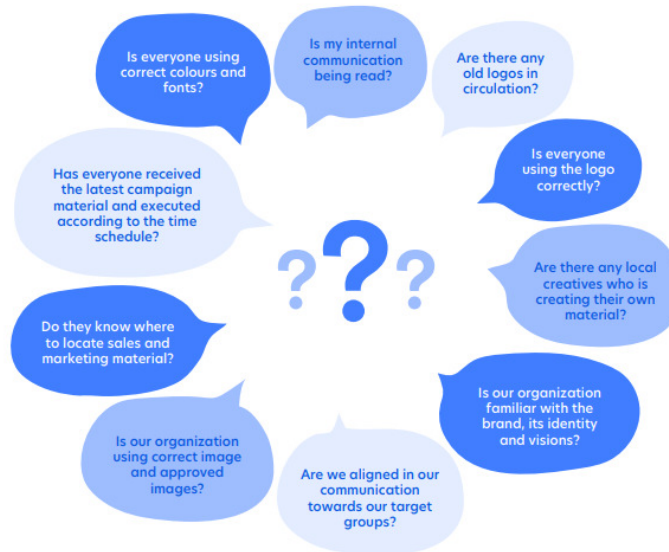 Is everyone using
correct colours and
fonts?
Is my internal
communication
being read?
Are there any
old logos in
circulation?
Has everyone received
the latest campaign
material and executed
according to the time
schedule?
Is everyone
using the logo
correctly?
? ? ?
Are there any local
creatives who is
creating their own
material?
Do they know where
to locate sales and
marketing material?
Is our organization
familiar with the
brand, its identity
and visions?
Is our organization
using correct image
and approved
images?
Are we aligned in our
communication
towards our target
groups?